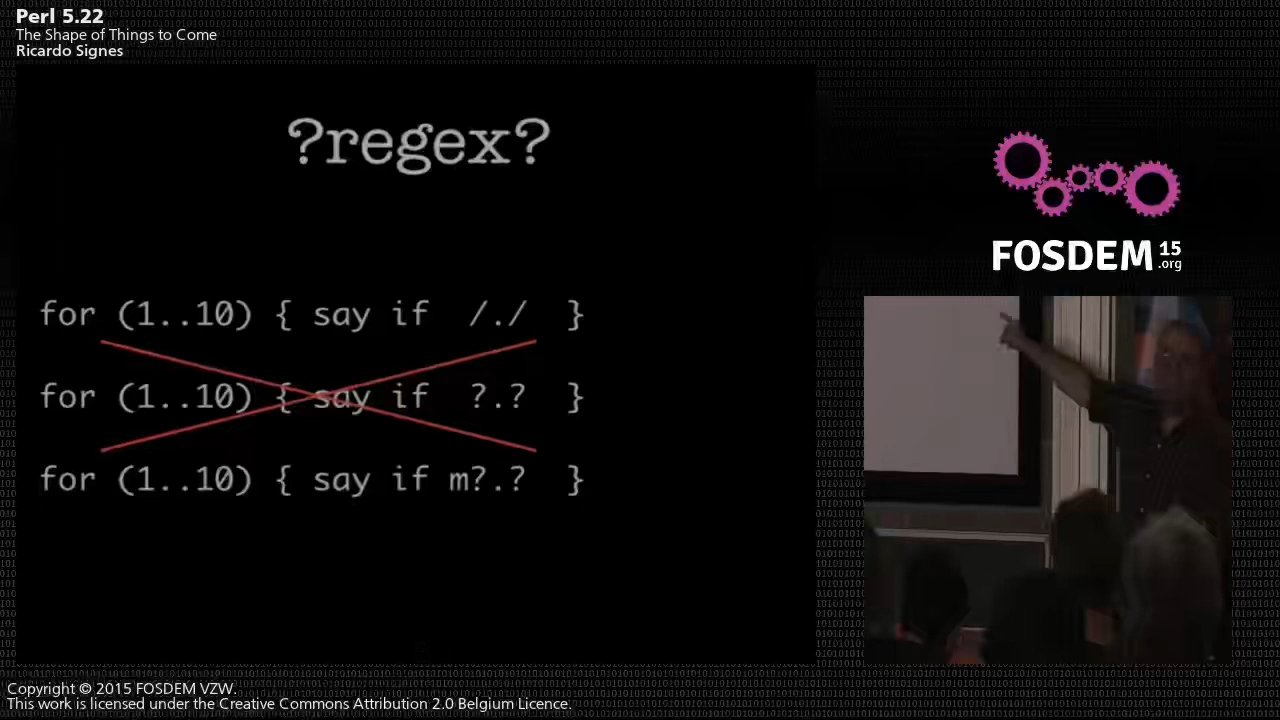 Perl 5.22
The Shape of Things to Come
Ricardo Signes
?regex?
for (1..10) { say if  /./  }
for (1..10) { say if  ?.?  }
for (1..10) { say if m?.?  }
FOSDEM 15
.org
Copyright © 2015 FOSDEM VZW.
This work is licensed under the Creative Commons Attribution 2.0 Belgium Licence.